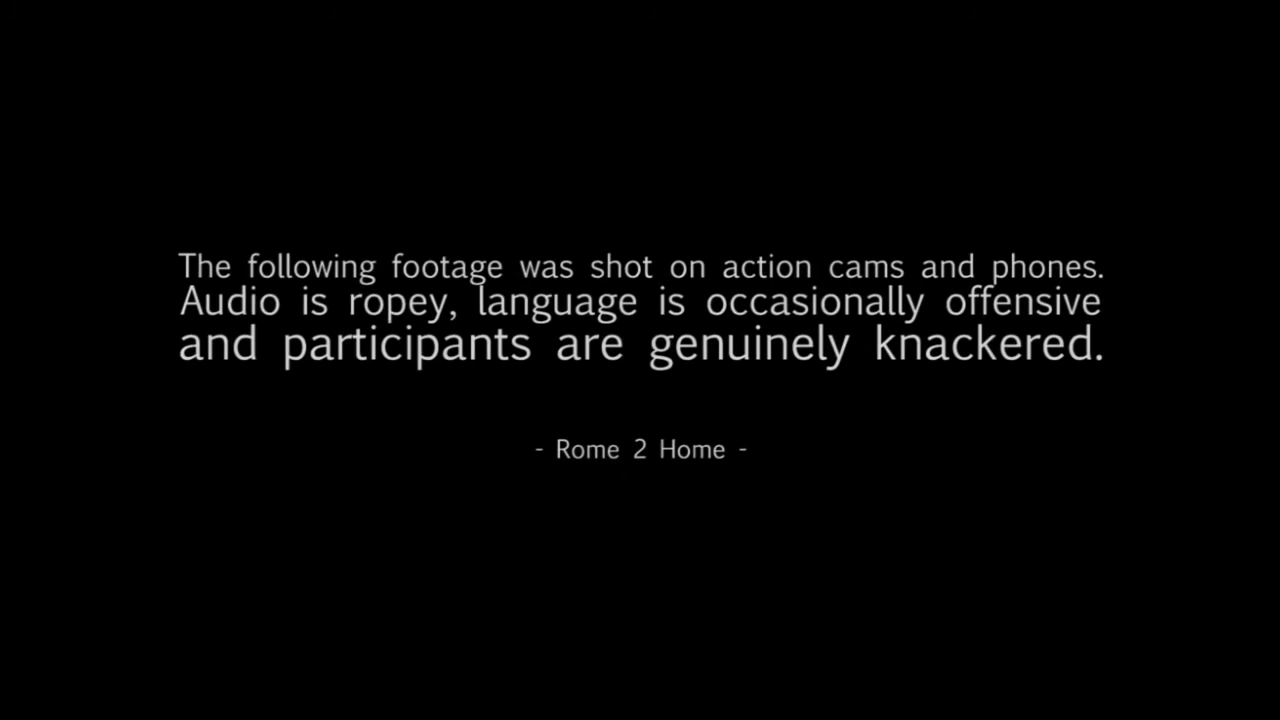 The following footage was shot on action cams and phones.
Audio is ropey, language is occasionally offensive
and participants are genuinely knackered.
- Rome 2 Home -